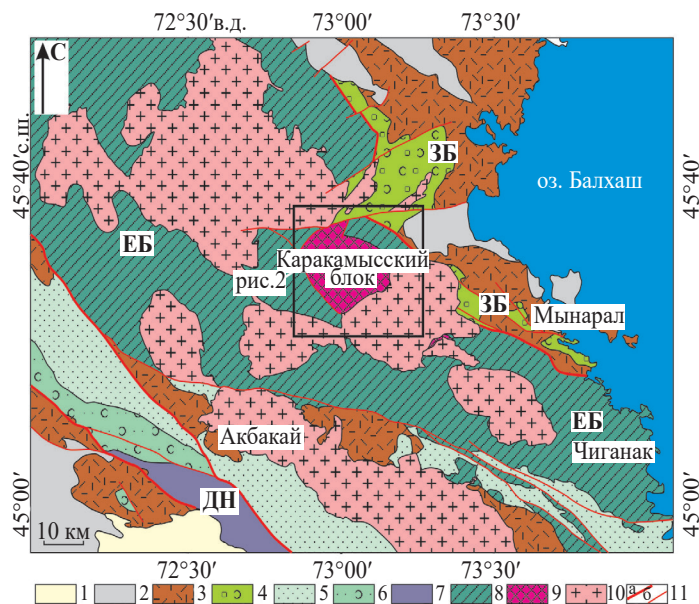 72°30′в.д. 73°00′ 73°30′
С
45°40′с.ш.
45°40′
ЗБ
оз. Балхаш
ЕБ
Каракамысский
блок
рис.2
ЗБ
Мынарал
Акбакай
ЕБ
Чиганак
ДН
45°00′
45°00′
10 км
72°30′ 73°00′ 73°30′
1 2 3 4 5 6 7 8 9 10 а б 11